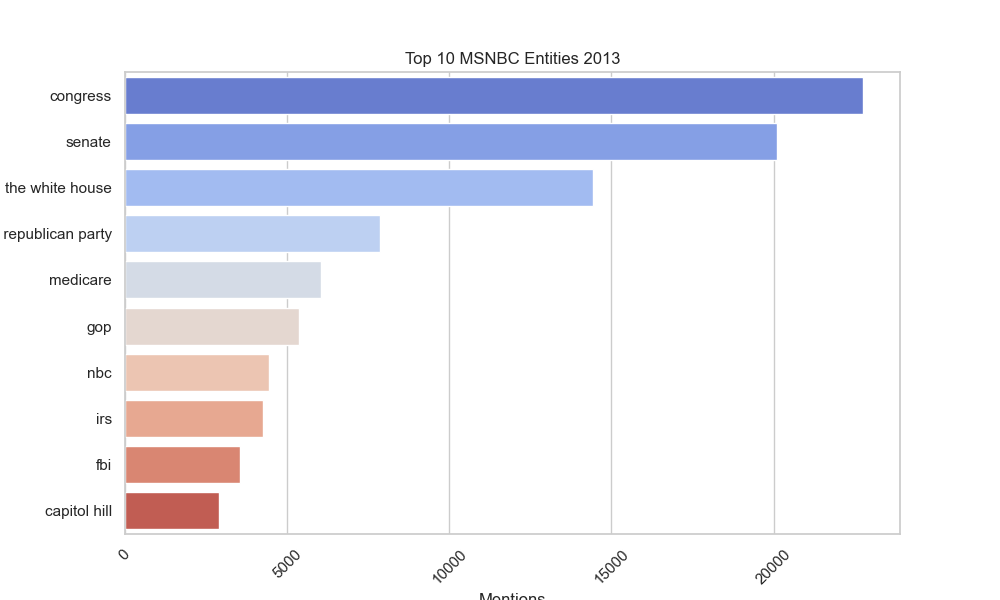 Top 10 MSNBC Entities 2013
congress
senate
the white house
republican party
medicare
gop
nbc
irs
fbi
capitol hill
0 5000 10000 15000 20000
Mentions